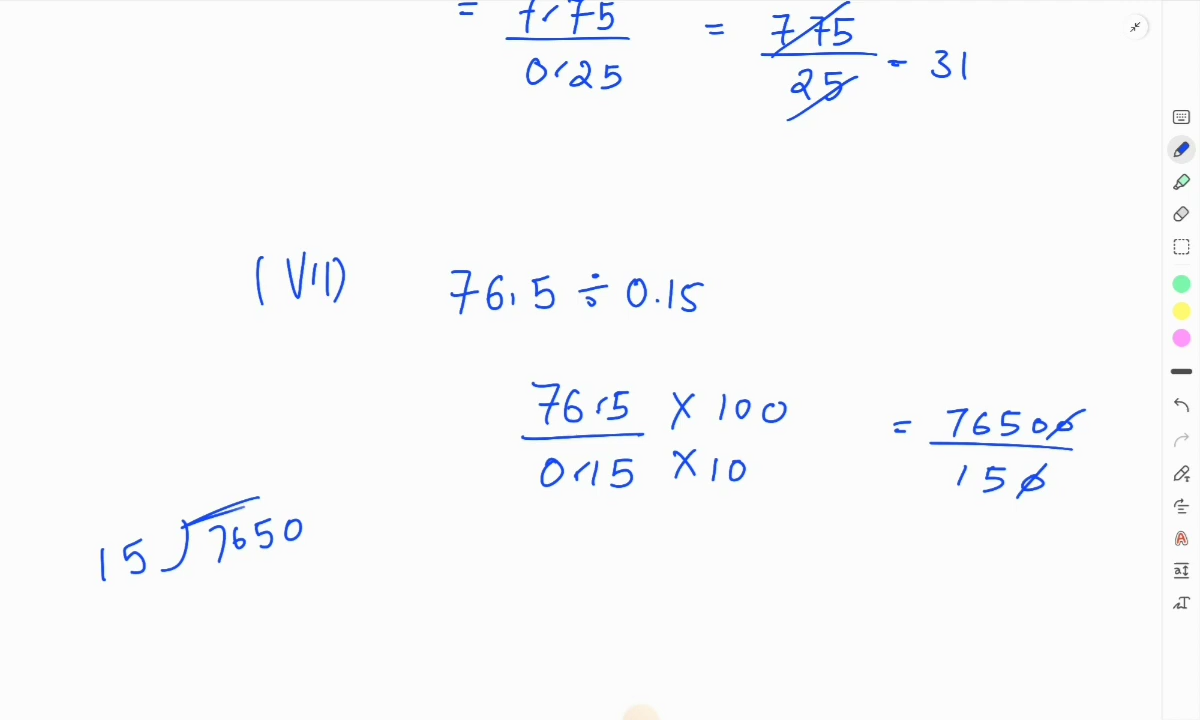 = 7.75 / 0.25 = 775 / 25 = 31
(VII) 76.5 ÷ 0.15
76.5 × 100 / 0.15 × 10 = 76500 / 150
15 ) 7650